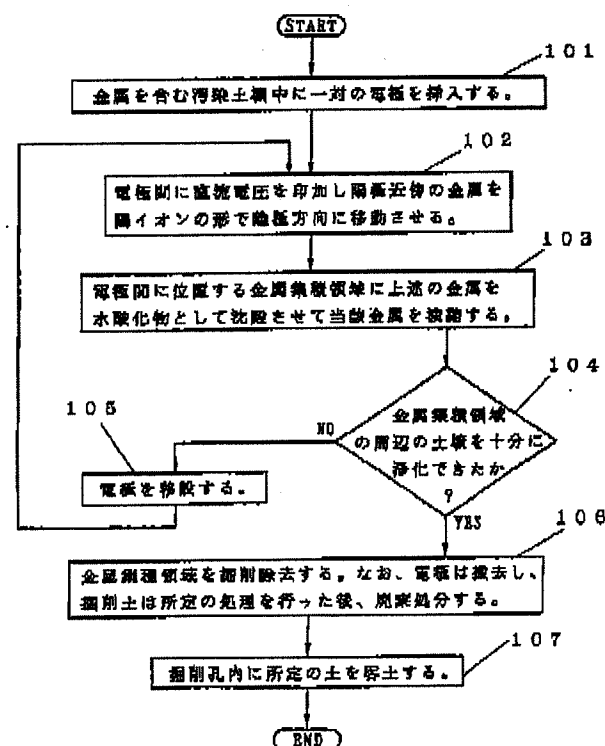 START
101
金属を含む汚染土壌中に一対の電極を挿入する。
102
電極間に直流電圧を印加し陽極近傍の金属を
陽イオンの形で陰極方向に移動させる。
103
電極間に位置する金属集積領域に上述の金属を
水酸化物として沈殿させて当該金属を濃縮する。
104
金属集積領域
の周辺の土壌を十分に
浄化できたか
?
NO
105
電極を移設する。
YES
106
金属集積領域を掘削除去する。なお、電極は撤去し、
掘削土は所定の処理を行った後、廃棄処分する。
107
掘削孔内に所定の土を客土する。
END